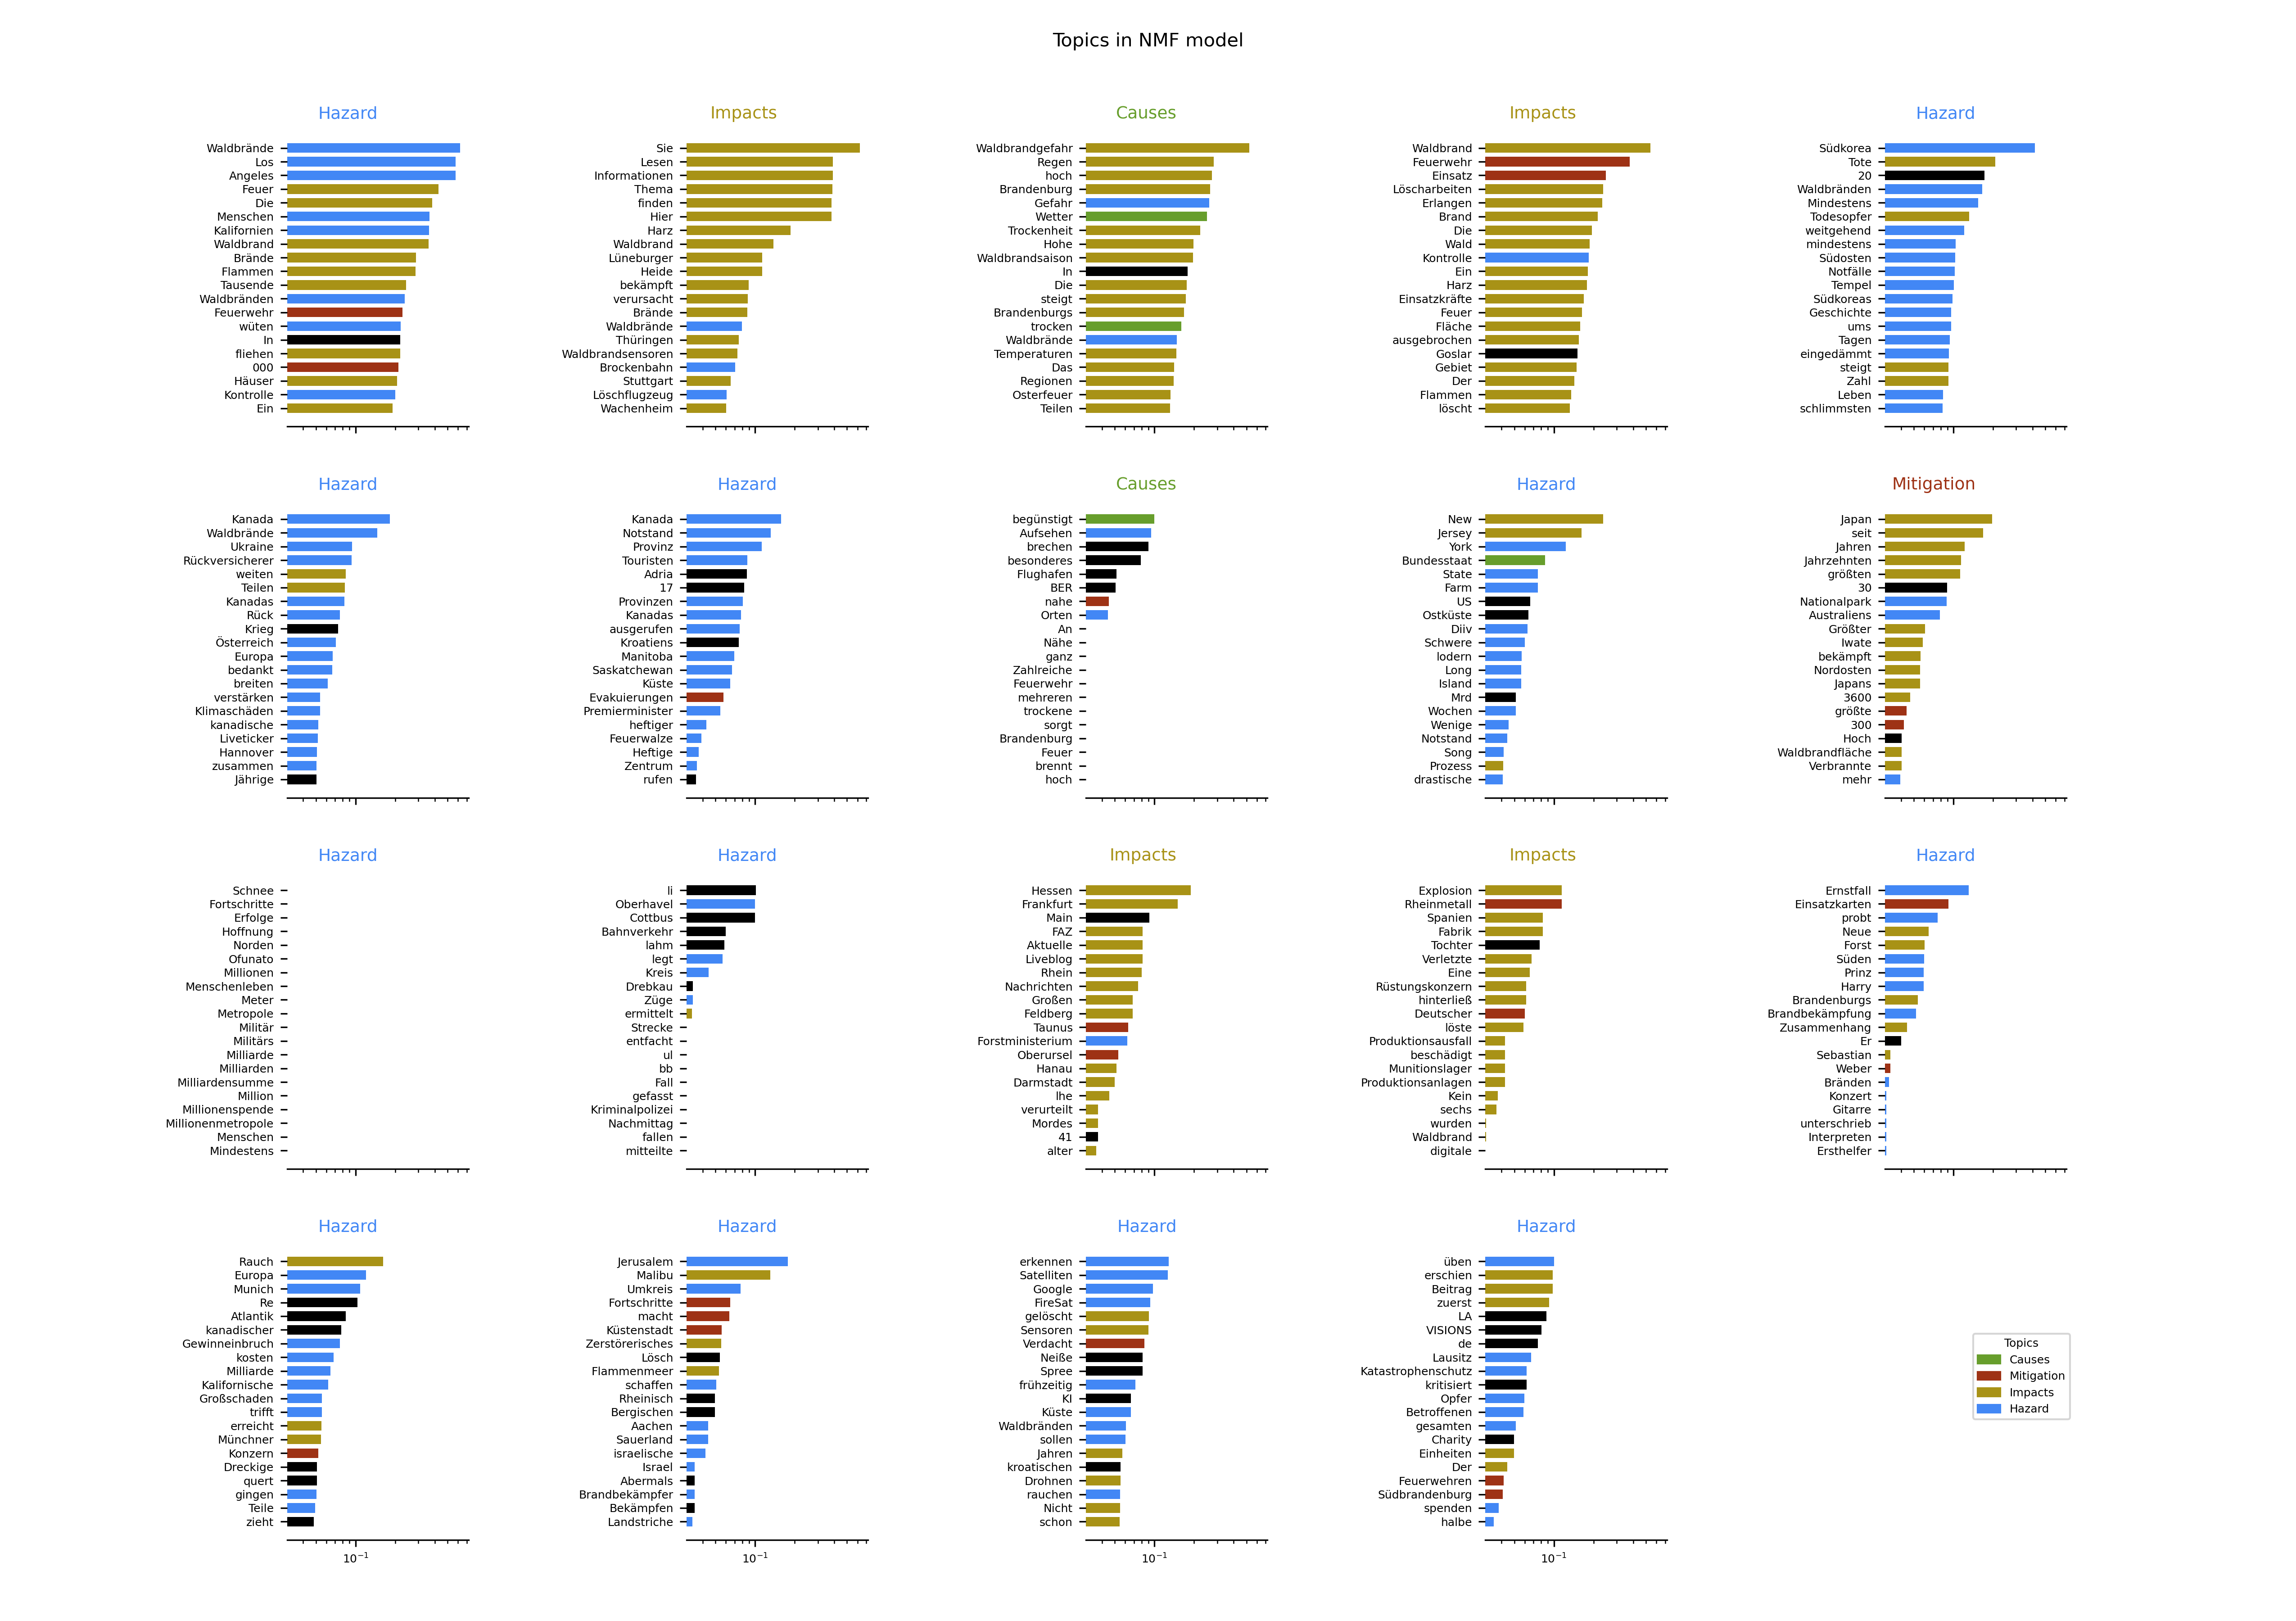 Topics in NMF model
Hazard
Waldbrände
Los
Angeles
Feuer
Die
Menschen
Kalifornien
Waldbrand
Brände
Flammen
Tausende
Waldbränden
Feuerwehr
wüten
In
fliehen
000
Häuser
Kontrolle
Ein
Impacts
Sie
Lesen
Informationen
Thema
finden
Hier
Harz
Waldbrand
Lüneburger
Heide
bekämpft
verursacht
Brände
Waldbrände
Thüringen
Waldbrandsensoren
Brockenbahn
Stuttgart
Löschflugzeug
Wachenheim
Causes
Waldbrandgefahr
Regen
hoch
Brandenburg
Gefahr
Wetter
Trockenheit
Hohe
Waldbrandsaison
In
Die
steigt
Brandenburgs
trocken
Waldbrände
Temperaturen
Das
Regionen
Osterfeuer
Teilen
Impacts
Waldbrand
Feuerwehr
Einsatz
Löscharbeiten
Erlangen
Brand
Die
Wald
Kontrolle
Ein
Harz
Einsatzkräfte
Feuer
Fläche
ausgebrochen
Goslar
Gebiet
Der
Flammen
löscht
Hazard
Südkorea
Tote
20
Waldbränden
Mindestens
Todesopfer
weitgehend
mindestens
Südosten
Notfälle
Tempel
Südkoreas
Geschichte
ums
Tagen
eingedämmt
steigt
Zahl
Leben
schlimmsten
Hazard
Kanada
Waldbrände
Ukraine
Rückversicherer
weiten
Teilen
Kanadas
Rück
Krieg
Österreich
Europa
bedankt
breiten
verstärken
Klimaschäden
kanadische
Liveticker
Hannover
zusammen
Jährige
Hazard
Kanada
Notstand
Provinz
Touristen
Adria
17
Provinzen
Kanadas
ausgerufen
Kroatiens
Manitoba
Saskatchewan
Küste
Evakuierungen
Premierminister
heftiger
Feuerwalze
Heftige
Zentrum
rufen
Causes
begünstigt
Aufsehen
brechen
besonderes
Flughafen
BER
nahe
Orten
An
Nähe
ganz
Zahlreiche
Feuerwehr
mehreren
trockene
sorgt
Brandenburg
Feuer
brennt
hoch
Hazard
New
Jersey
York
Bundesstaat
State
Farm
US
Ostküste
Diiv
Schwere
lodern
Long
Island
Mrd
Wochen
Wenige
Notstand
Song
Prozess
drastische
Mitigation
Japan
seit
Jahren
Jahrzehnten
größten
30
Nationalpark
Australiens
Größter
Iwate
bekämpft
Nordosten
Japans
3600
größte
300
Hoch
Waldbrandfläche
Verbrannte
mehr
Hazard
Schnee
Fortschritte
Erfolge
Hoffnung
Norden
Ofunato
Millionen
Menschenleben
Meter
Metropole
Militär
Militärs
Milliarde
Milliarden
Milliardensumme
Million
Millionenspende
Millionenmetropole
Menschen
Mindestens
Hazard
li
Oberhavel
Cottbus
Bahnverkehr
lahm
legt
Kreis
Drebkau
Züge
ermittelt
Strecke
entfacht
ul
bb
Fall
gefasst
Kriminalpolizei
Nachmittag
fallen
mitteilte
Impacts
Hessen
Frankfurt
Main
FAZ
Aktuelle
Liveblog
Rhein
Nachrichten
Großen
Feldberg
Taunus
Forstministerium
Oberursel
Hanau
Darmstadt
Ihe
verurteilt
Mordes
41
alter
Impacts
Explosion
Rheinmetall
Spanien
Fabrik
Tochter
Verletzte
Eine
Rüstungskonzern
hinterließ
Deutscher
löste
Produktionsausfall
beschädigt
Munitionslager
Produktionsanlagen
Kein
sechs
wurden
Waldbrand
digitale
Hazard
Ernstfall
Einsatzkarten
probt
Neue
Forst
Süden
Prinz
Harry
Brandenburgs
Brandbekämpfung
Zusammenhang
Er
Sebastian
Weber
Bränden
Konzert
Gitarre
unterschrieb
Interpreten
Ersthelfer
Hazard
Rauch
Europa
Munich
Re
Atlantik
kanadischer
Gewinneinbruch
kosten
Milliarde
Kalifornische
Großschaden
trifft
erreicht
Münchner
Konzern
Dreckige
quert
gingen
Teile
zieht
10⁻¹
Hazard
Jerusalem
Malibu
Umkreis
Fortschritte
macht
Küstenstadt
Zerstörerisches
Lösch
Flammenmeer
schaffen
Rheinisch
Bergischen
Aachen
Sauerland
israelische
Israel
Abermals
Brandbekämpfer
Bekämpfen
Landstriche
10⁻¹
Hazard
erkennen
Satelliten
Google
FireSat
gelöscht
Sensoren
Verdacht
Neiße
Spree
frühzeitig
KI
Küste
Waldbränden
sollen
Jahren
kroatischen
Drohnen
rauchen
Nicht
schon
10⁻¹
Hazard
üben
erschien
Beitrag
zuerst
LA
VISIONS
de
Lausitz
Katastrophenschutz
kritisiert
Opfer
Betroffenen
gesamten
Charity
Einheiten
Der
Feuerwehren
Südbrandenburg
spenden
halbe
10⁻¹
Topics
Causes
Mitigation
Impacts
Hazard